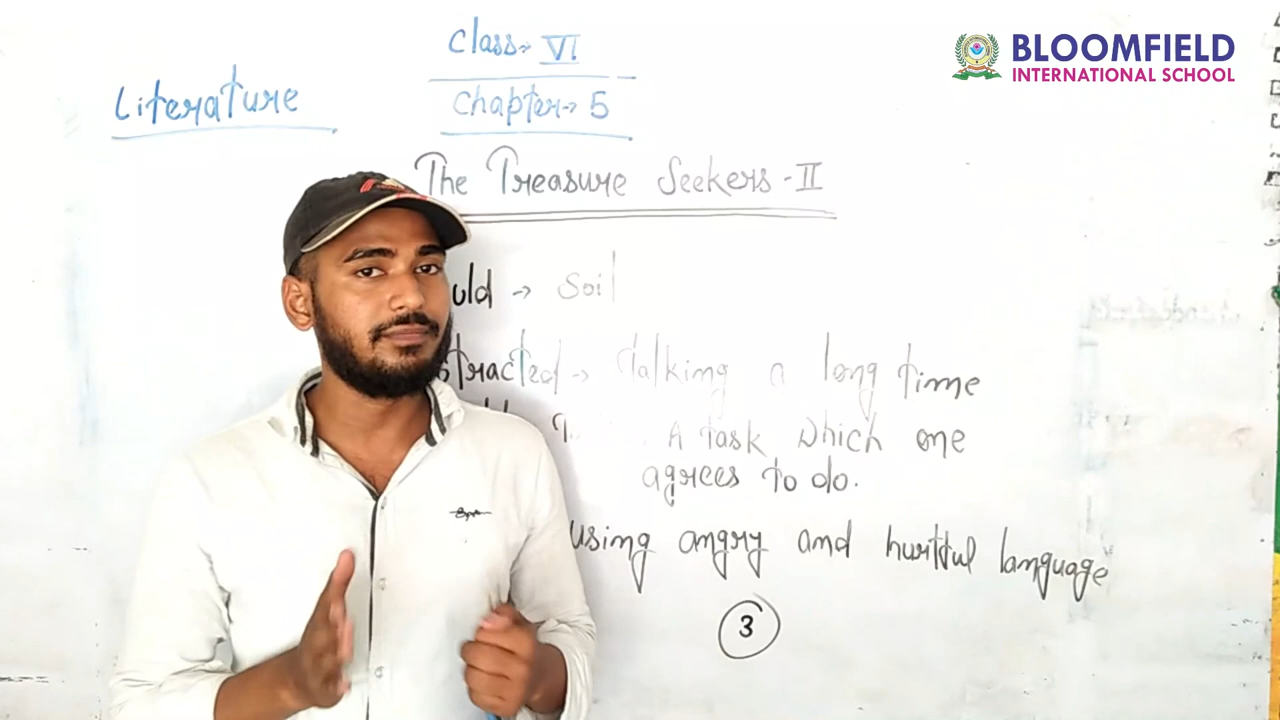 BLOOMFIELD
INTERNATIONAL SCHOOL
Class → VI
Literature
Chapter → 5
The Treasure Seekers - II
uld → Soil
tracted → Talking a long time
A task which one
agrees to do.
using angry and hurtful language
3